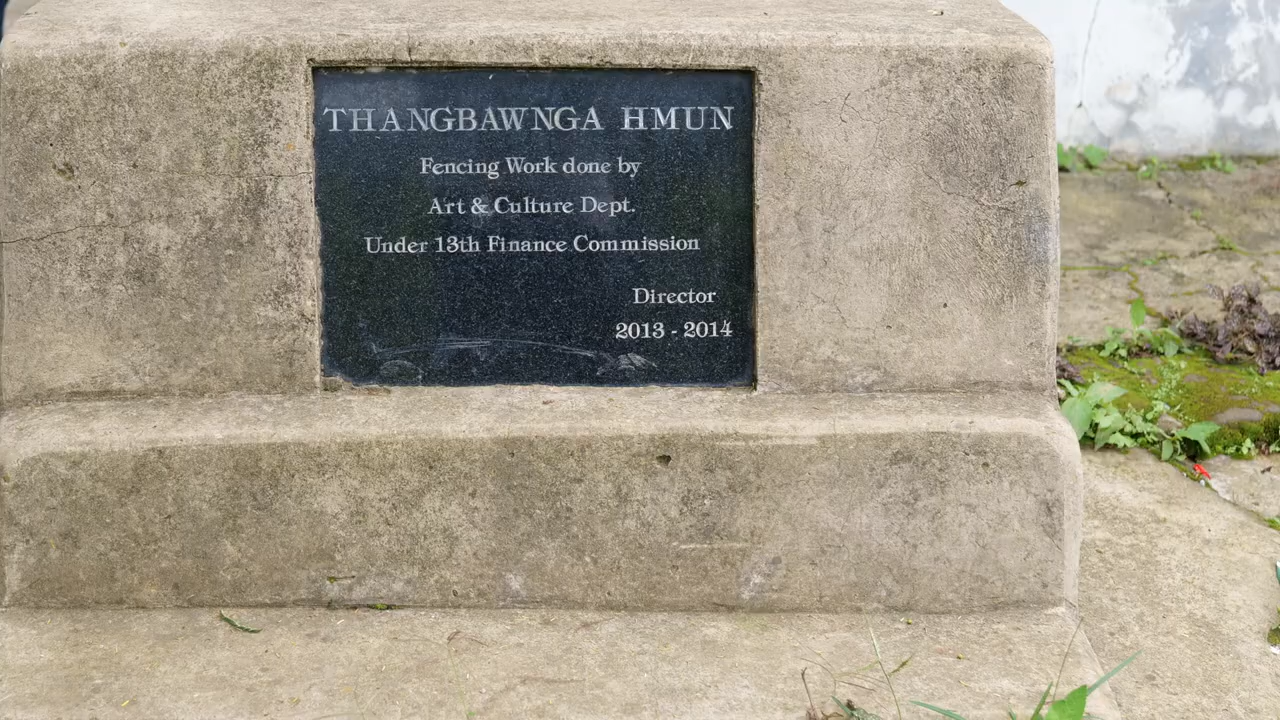 THANGBAWNGA HMUN
Fencing Work done by
Art & Culture Dept.
Under 13th Finance Commission
Director
2013 - 2014